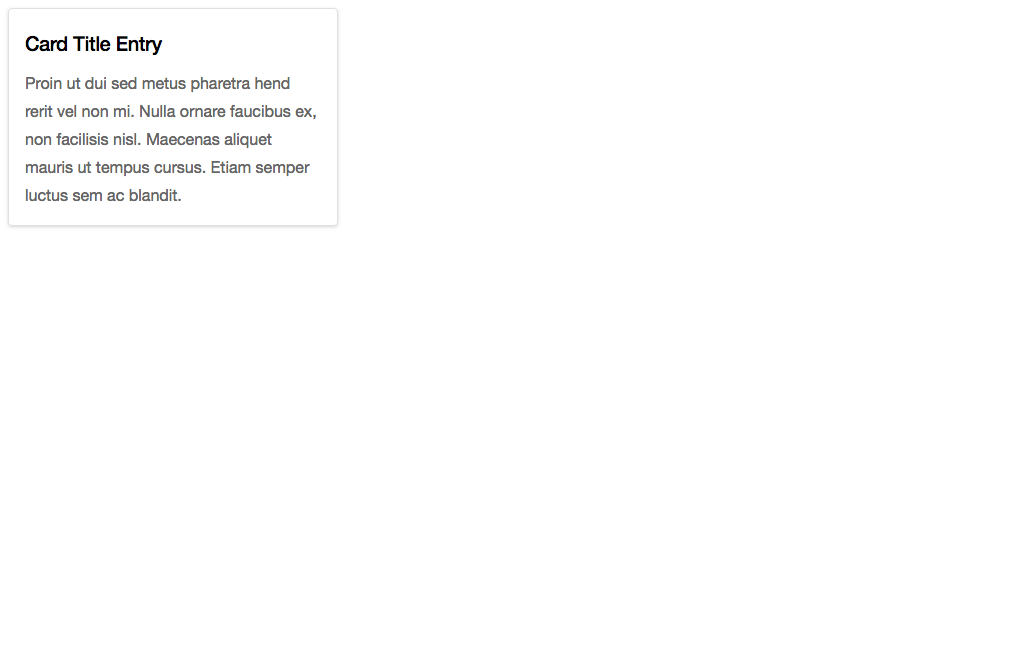 Card Title Entry
Proin ut dui sed metus pharetra hend
rerit vel non mi. Nulla ornare faucibus ex,
non facilisis nisl. Maecenas aliquet
mauris ut tempus cursus. Etiam semper
luctus sem ac blandit.